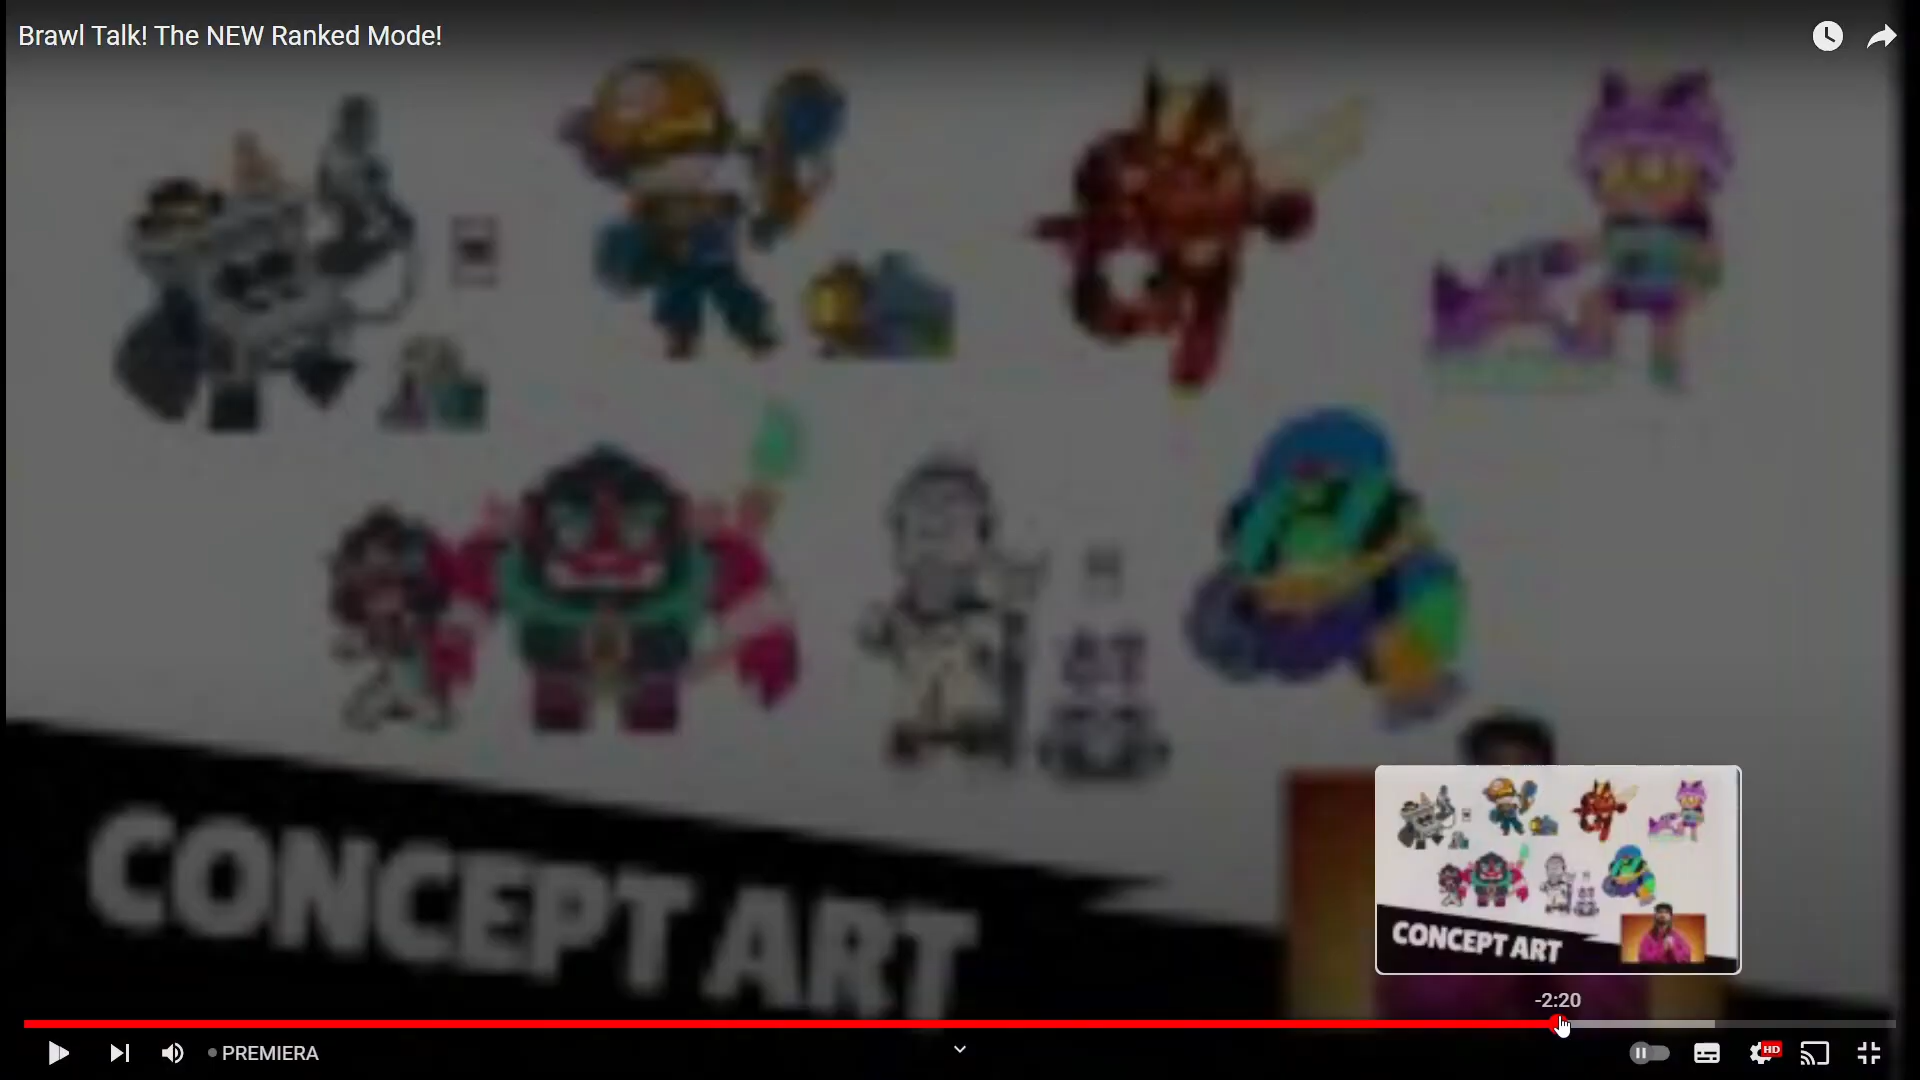 Brawl Talk! The NEW Ranked Mode!
CONCEPT ART
CONCEPT ART
-2:20
PREMIERA
HD